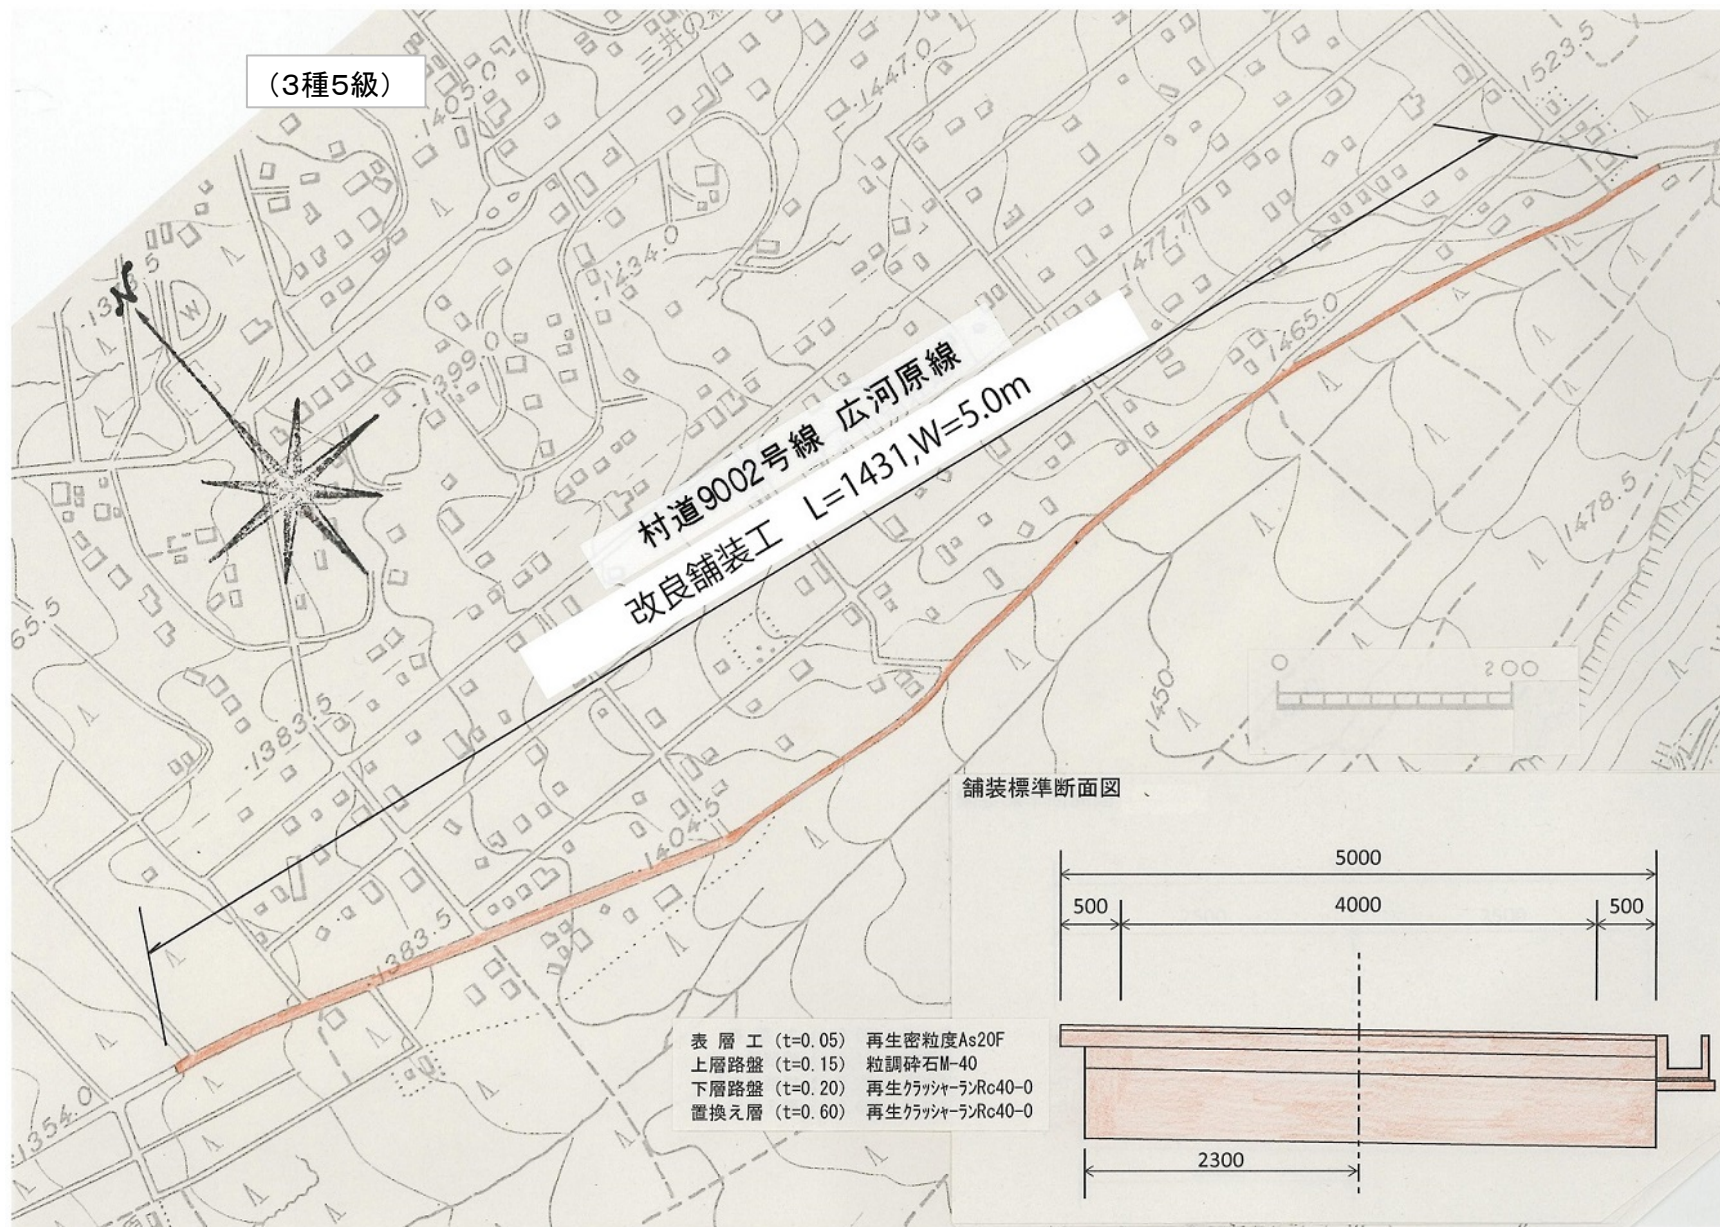 （3種5級）
三井の
.1405.0
.1447.0
1523.5
N
W
.1434.0
1477.7
.1399.0
1465.0
村道9002号線 広河原線
改良舗装工 L=1431,W=5.0m
1478.5
65.5
.1383.5
1450
0 200
1404.5
.1383.5
.1354.0
舗装標準断面図
5000
500 4000 500
表 層 工 (t=0.05) 再生密粒度As20F
上層路盤 (t=0.15) 粒調砕石M-40
下層路盤 (t=0.20) 再生ｸﾗｯｼｬｰﾗﾝRc40-0
置換え層 (t=0.60) 再生ｸﾗｯｼｬｰﾗﾝRc40-0
2300